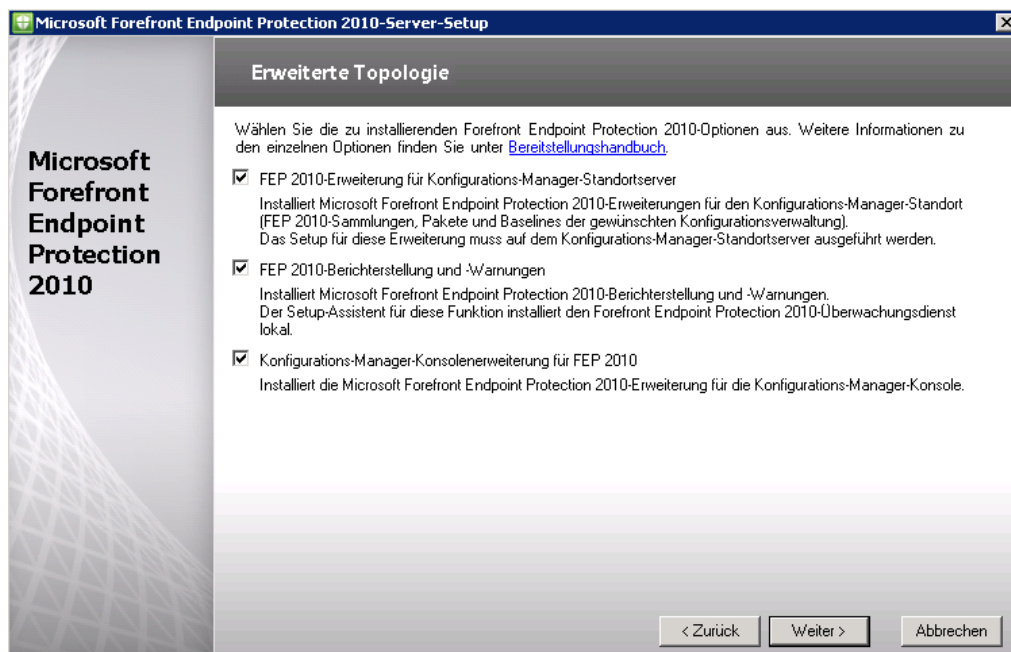 Microsoft Forefront Endpoint Protection 2010-Server-Setup
Erweiterte Topologie
Microsoft
Forefront
Endpoint
Protection
2010
Wählen Sie die zu installierenden Forefront Endpoint Protection 2010-Optionen aus. Weitere Informationen zu
den einzelnen Optionen finden Sie unter Bereitstellungshandbuch.
FEP 2010-Erweiterung für Konfigurations-Manager-Standortserver
Installiert Microsoft Forefront Endpoint Protection 2010-Erweiterungen für den Konfigurations-Manager-Standort
(FEP 2010-Sammlungen, Pakete und Baselines der gewünschten Konfigurationsverwaltung).
Das Setup für diese Erweiterung muss auf dem Konfigurations-Manager-Standortserver ausgeführt werden.
FEP 2010-Berichterstellung und -Warnungen
Installiert Microsoft Forefront Endpoint Protection 2010-Berichterstellung und -Warnungen.
Der Setup-Assistent für diese Funktion installiert den Forefront Endpoint Protection 2010-Überwachungsdienst
lokal.
Konfigurations-Manager-Konsolenerweiterung für FEP 2010
Installiert die Microsoft Forefront Endpoint Protection 2010-Erweiterung für die Konfigurations-Manager-Konsole.
< Zurück
Weiter >
Abbrechen